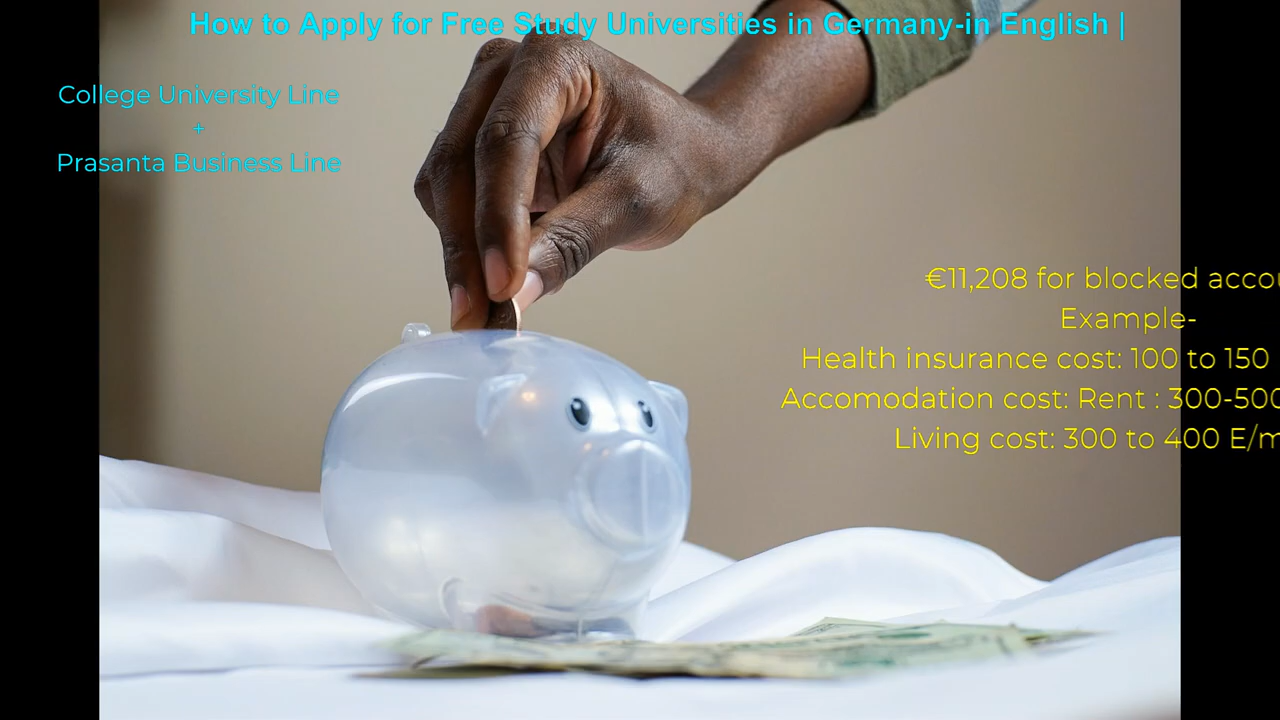 How to Apply for Free Study Universities in Germany-in English |
College University Line
+
Prasanta Business Line
€11,208 for blocked
Example-
Health insurance cost: 100 to 150
Accomodation cost: Rent : 300-500
Living cost: 300 to 400